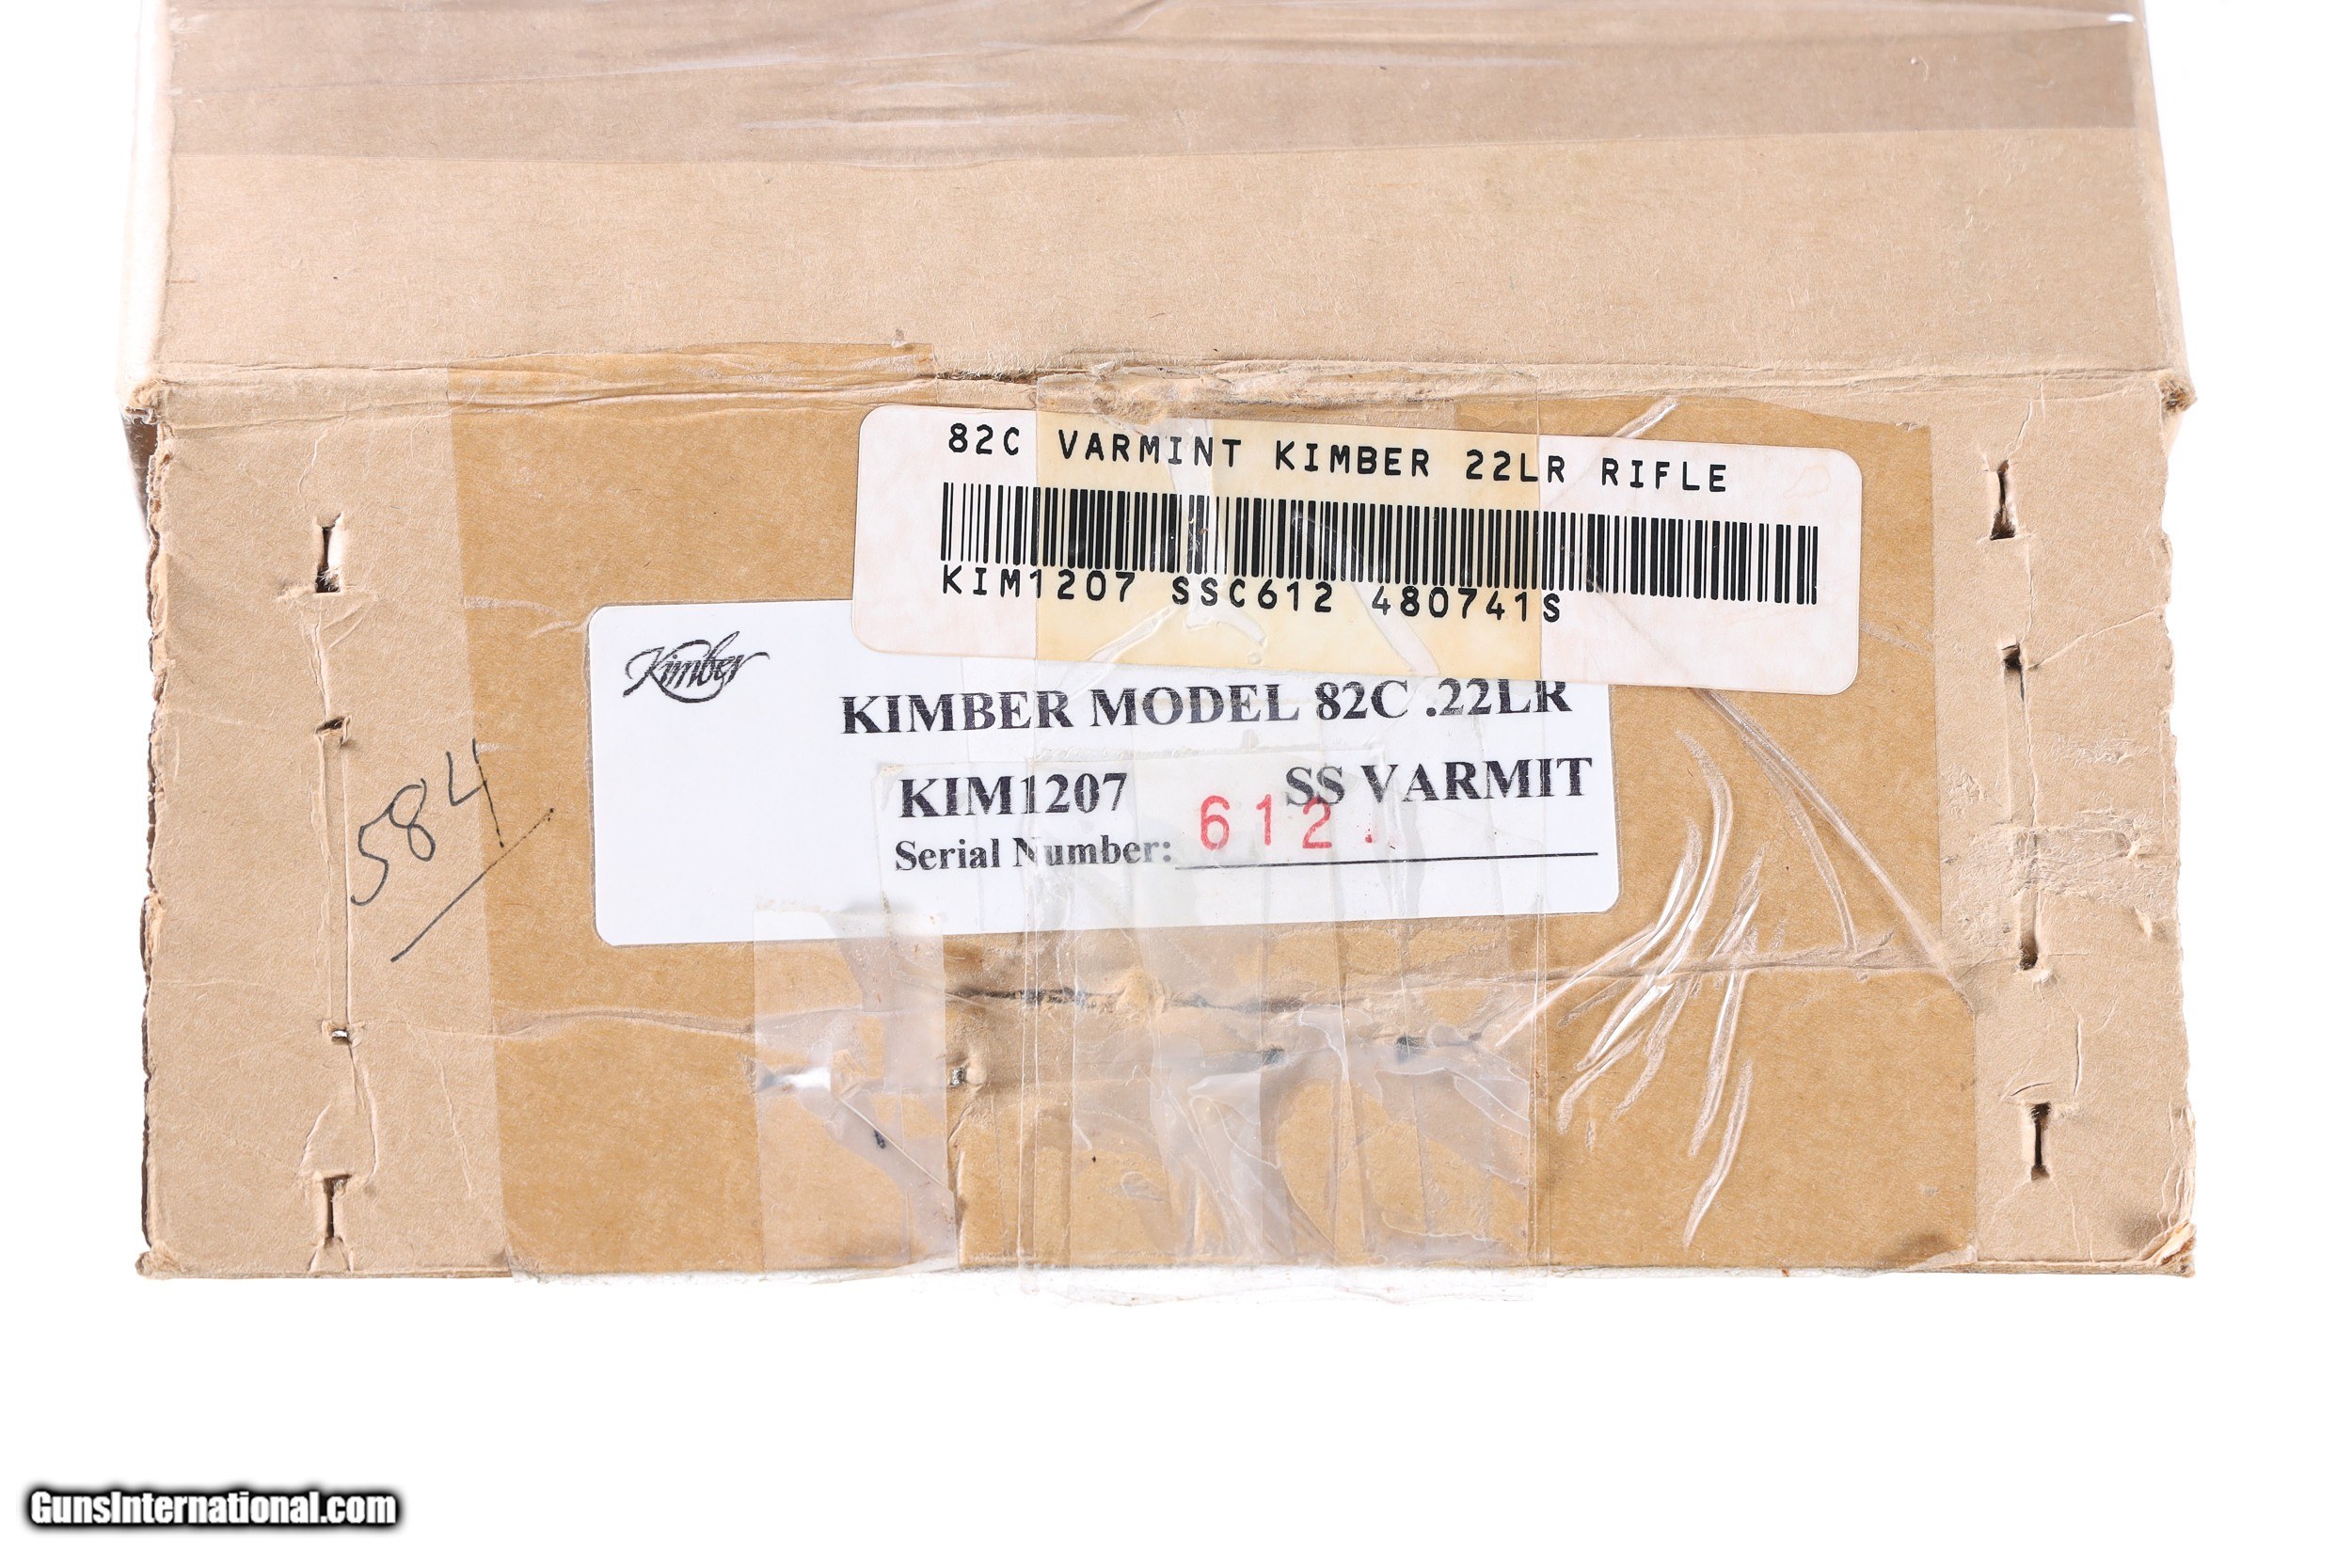 82C VARMINT KIMBER 22LR RIFLE
KIM1207 SSC612 480741S
Kimber
KIMBER MODEL 82C .22LR
KIM1207 SS VARMIT
Serial Number: 612.
584
GunsInternational.com